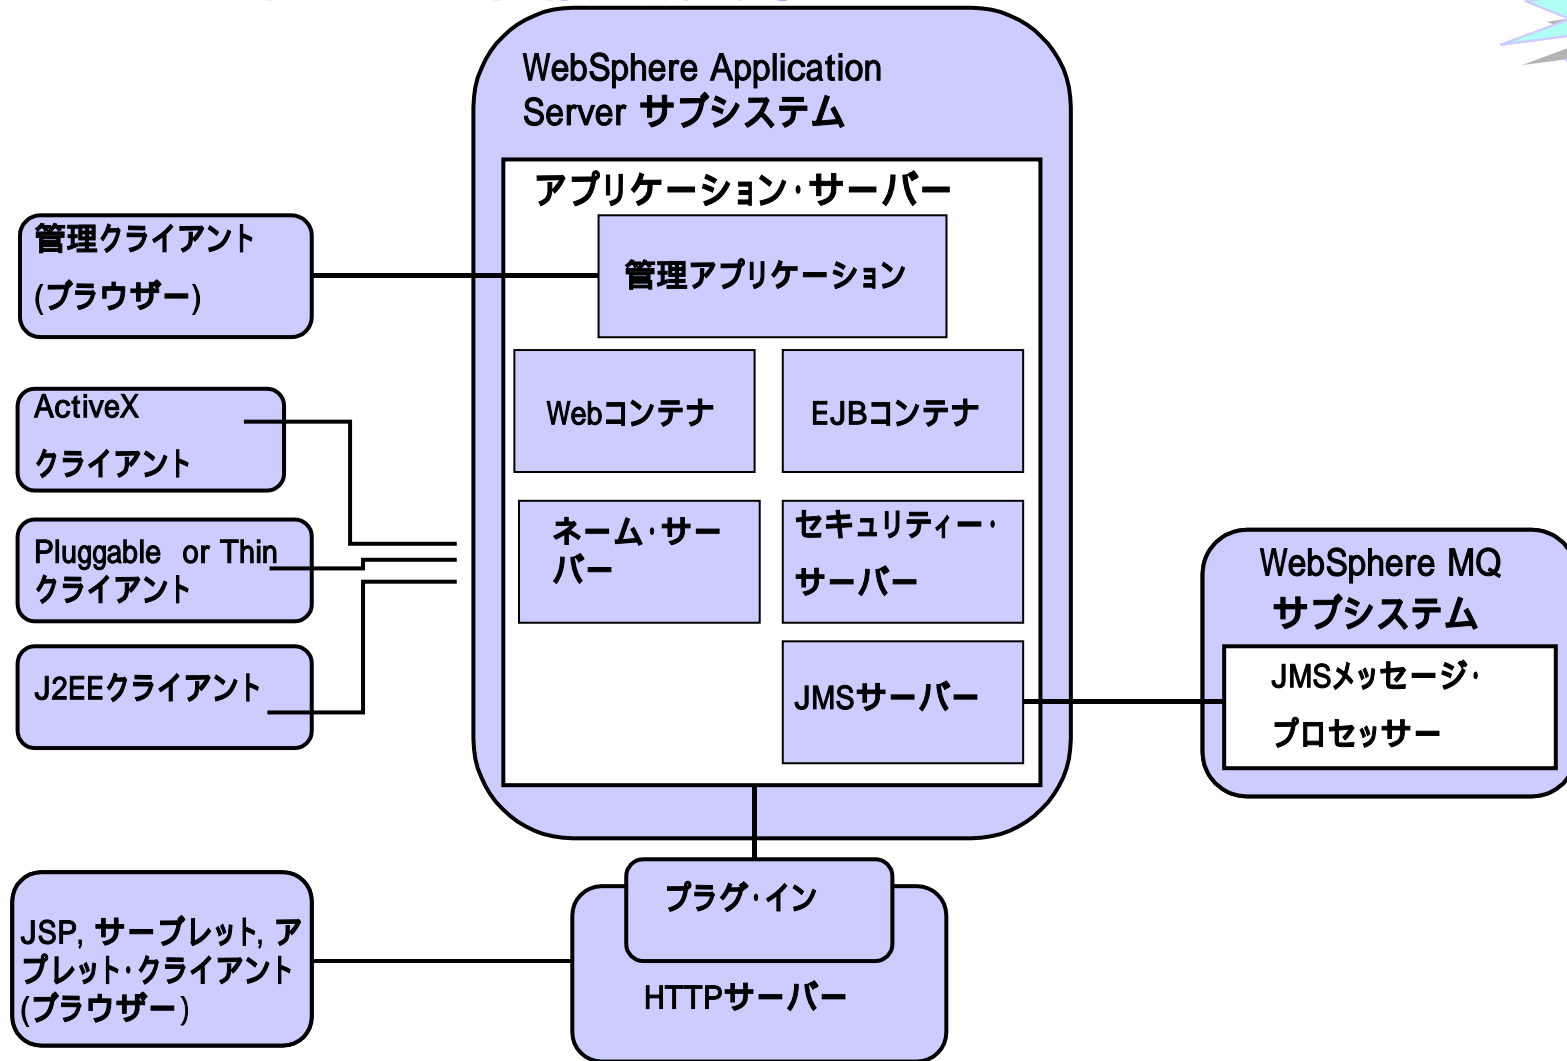 WebSphere Application
Server サブシステム
アプリケーション・サーバー
管理クライアント
(ブラウザー)
管理アプリケーション
ActiveX
クライアント
Webコンテナ
EJBコンテナ
Pluggable or Thin
クライアント
ネーム・サー
バー
セキュリティー・
サーバー
WebSphere MQ
サブシステム
J2EEクライアント
JMSサーバー
JMSメッセージ・
プロセッサー
プラグ・イン
JSP, サーブレット, ア
プレット・クライアント
(ブラウザー)
HTTPサーバー